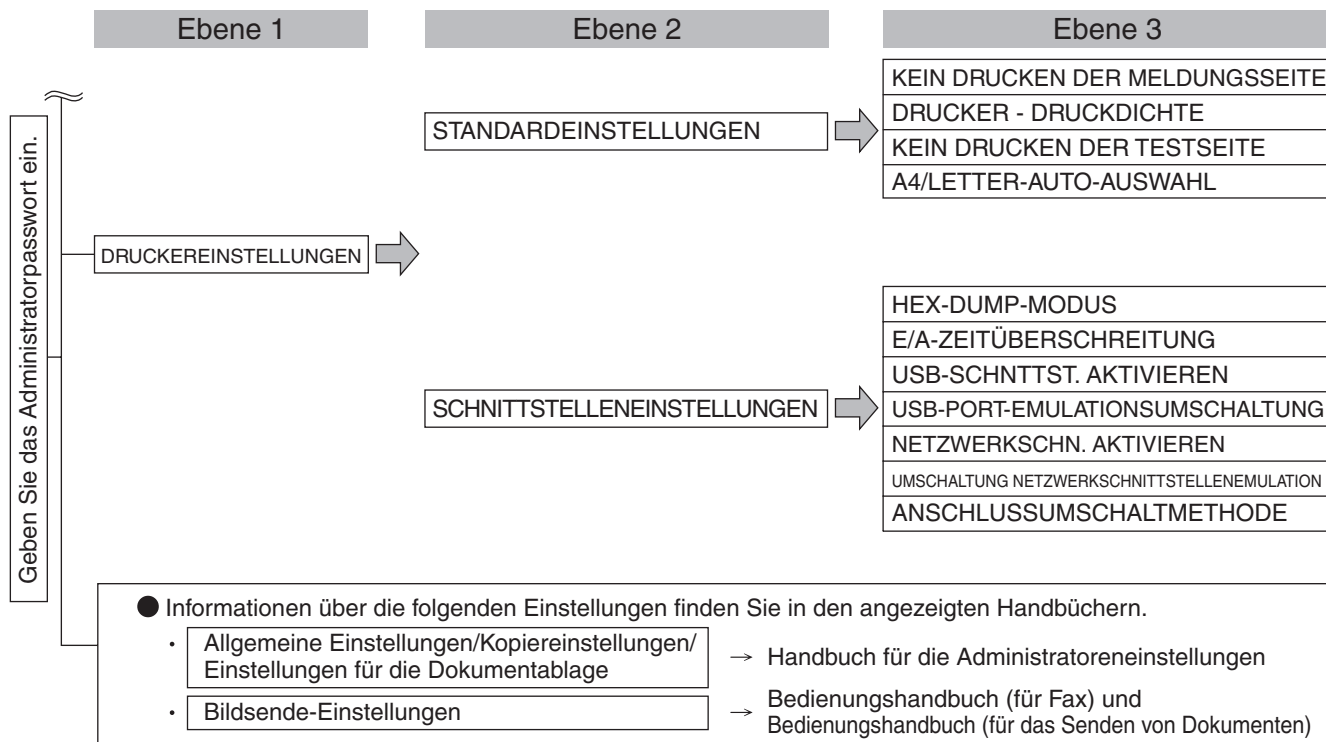 Ebene 1
Ebene 2
Ebene 3
Geben Sie das Administratorpasswort ein.
DRUCKEREINSTELLUNGEN
STANDARDEINSTELLUNGEN
KEIN DRUCKEN DER MELDUNGSSEITE
DRUCKER - DRUCKDICHTE
KEIN DRUCKEN DER TESTSEITE
A4/LETTER-AUTO-AUSWAHL
SCHNITTSTELLENEINSTELLUNGEN
HEX-DUMP-MODUS
E/A-ZEITÜBERSCHREITUNG
USB-SCHNTTST. AKTIVIEREN
USB-PORT-EMULATIONSUMSCHALTUNG
NETZWERKSCHN. AKTIVIEREN
UMSCHALTUNG NETZWERKSCHNITTSTELLENEMULATION
ANSCHLUSSUMSCHALTMETHODE
● Informationen über die folgenden Einstellungen finden Sie in den angezeigten Handbüchern.
· Allgemeine Einstellungen/Kopiereinstellungen/
Einstellungen für die Dokumentablage
→ Handbuch für die Administratoreneinstellungen
· Bildsende-Einstellungen
→ Bedienungshandbuch (für Fax) und
Bedienungshandbuch (für das Senden von Dokumenten)